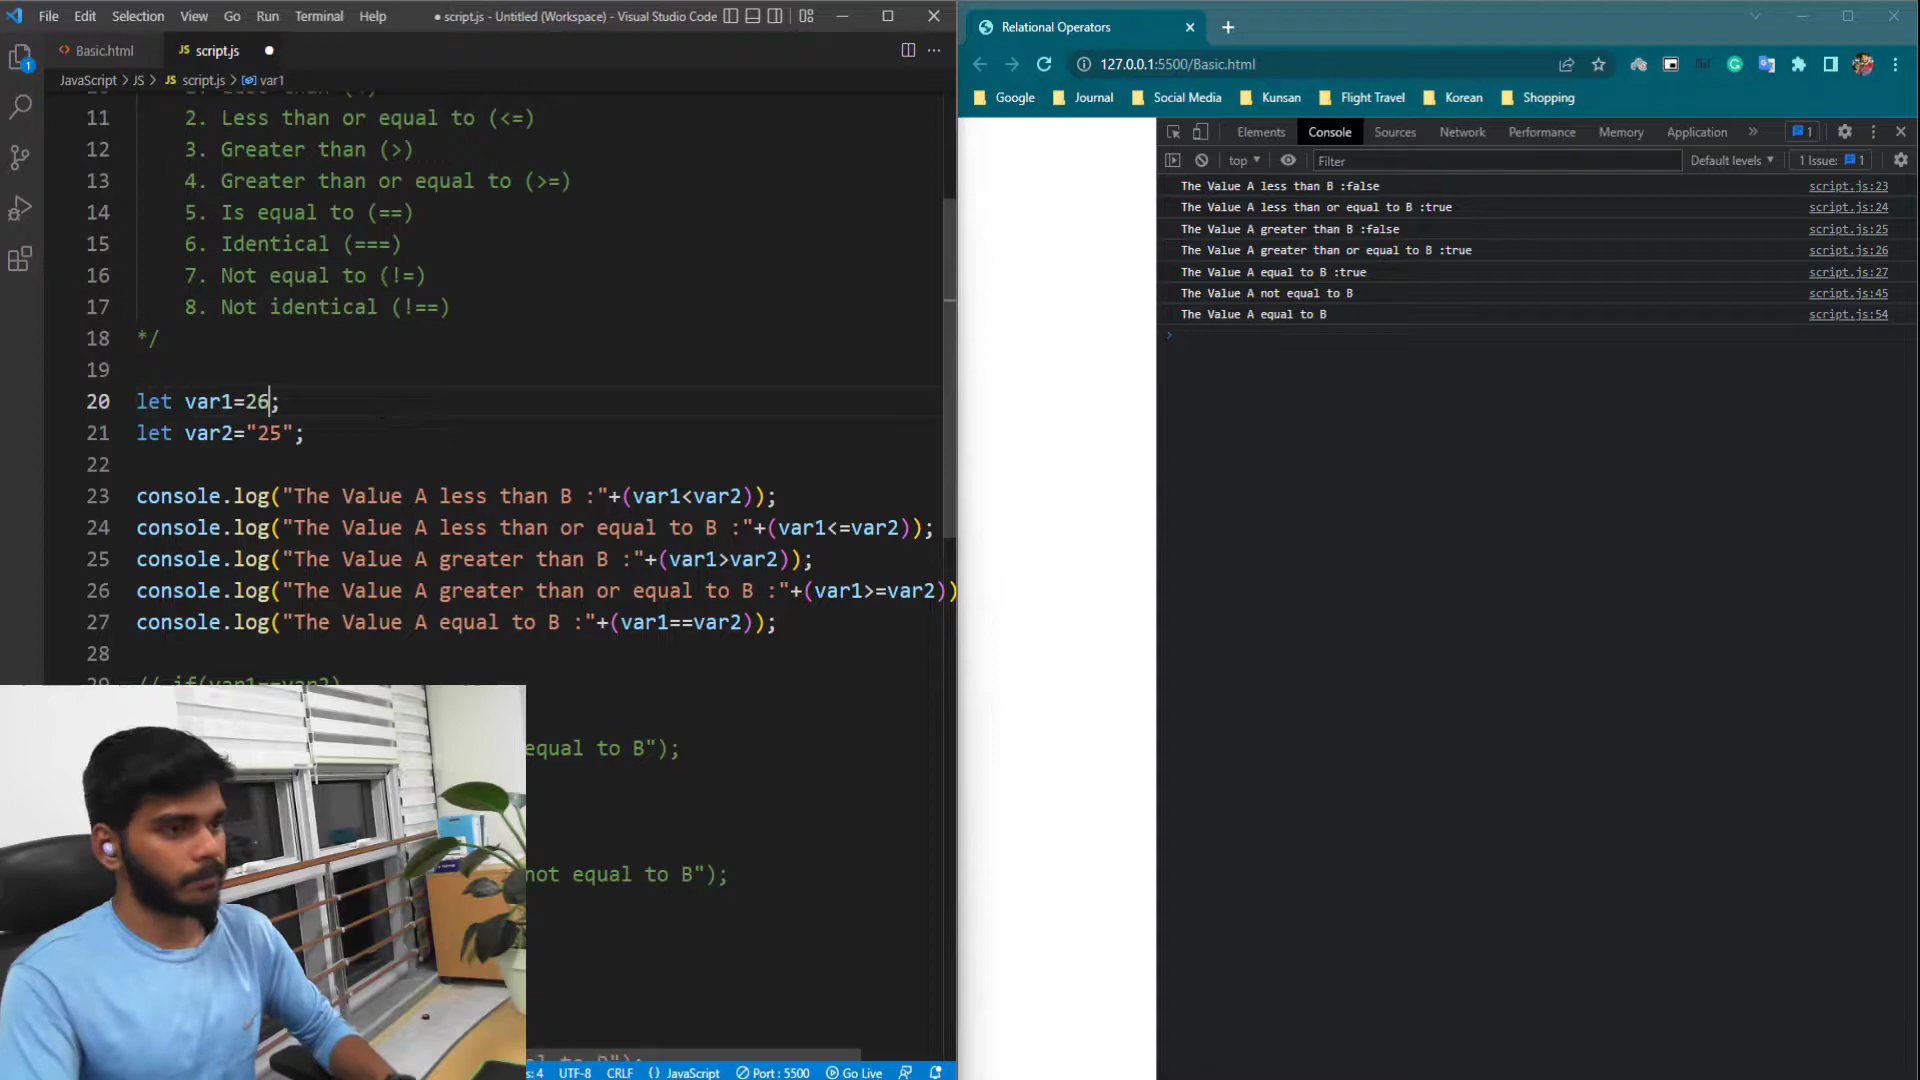 File Edit Selection View Go Run Terminal Help
● script.js - Untitled (Workspace) - Visual Studio Code
Basic.html
JS script.js ●
JavaScript > JS > JS script.js > var1
1
11 2. Less than or equal to (<=)
12 3. Greater than (>)
13 4. Greater than or equal to (>=)
14 5. Is equal to (==)
15 6. Identical (===)
16 7. Not equal to (!=)
17 8. Not identical (!==)
18 */
19
20 let var1=26;
21 let var2="25";
22
23 console.log("The Value A less than B :"+(var1<var2));
24 console.log("The Value A less than or equal to B :"+(var1<=var2));
25 console.log("The Value A greater than B :"+(var1>var2));
26 console.log("The Value A greater than or equal to B :"+(var1>=var2))
27 console.log("The Value A equal to B :"+(var1==var2));
28
29 // if(var1==var2)
equal to B");
not equal to B");
s: 4 UTF-8 CRLF {} JavaScript Port : 5500 Go Live
Relational Operators
127.0.0.1:5500/Basic.html
Google Journal Social Media Kunsan Flight Travel Korean Shopping
Elements Console Sources Network Performance Memory Application » 1
top ▼ Filter Default levels ▼ 1 Issue: 1
The Value A less than B :false script.js:23
The Value A less than or equal to B :true script.js:24
The Value A greater than B :false script.js:25
The Value A greater than or equal to B :true script.js:26
The Value A equal to B :true script.js:27
The Value A not equal to B script.js:45
The Value A equal to B script.js:54
>